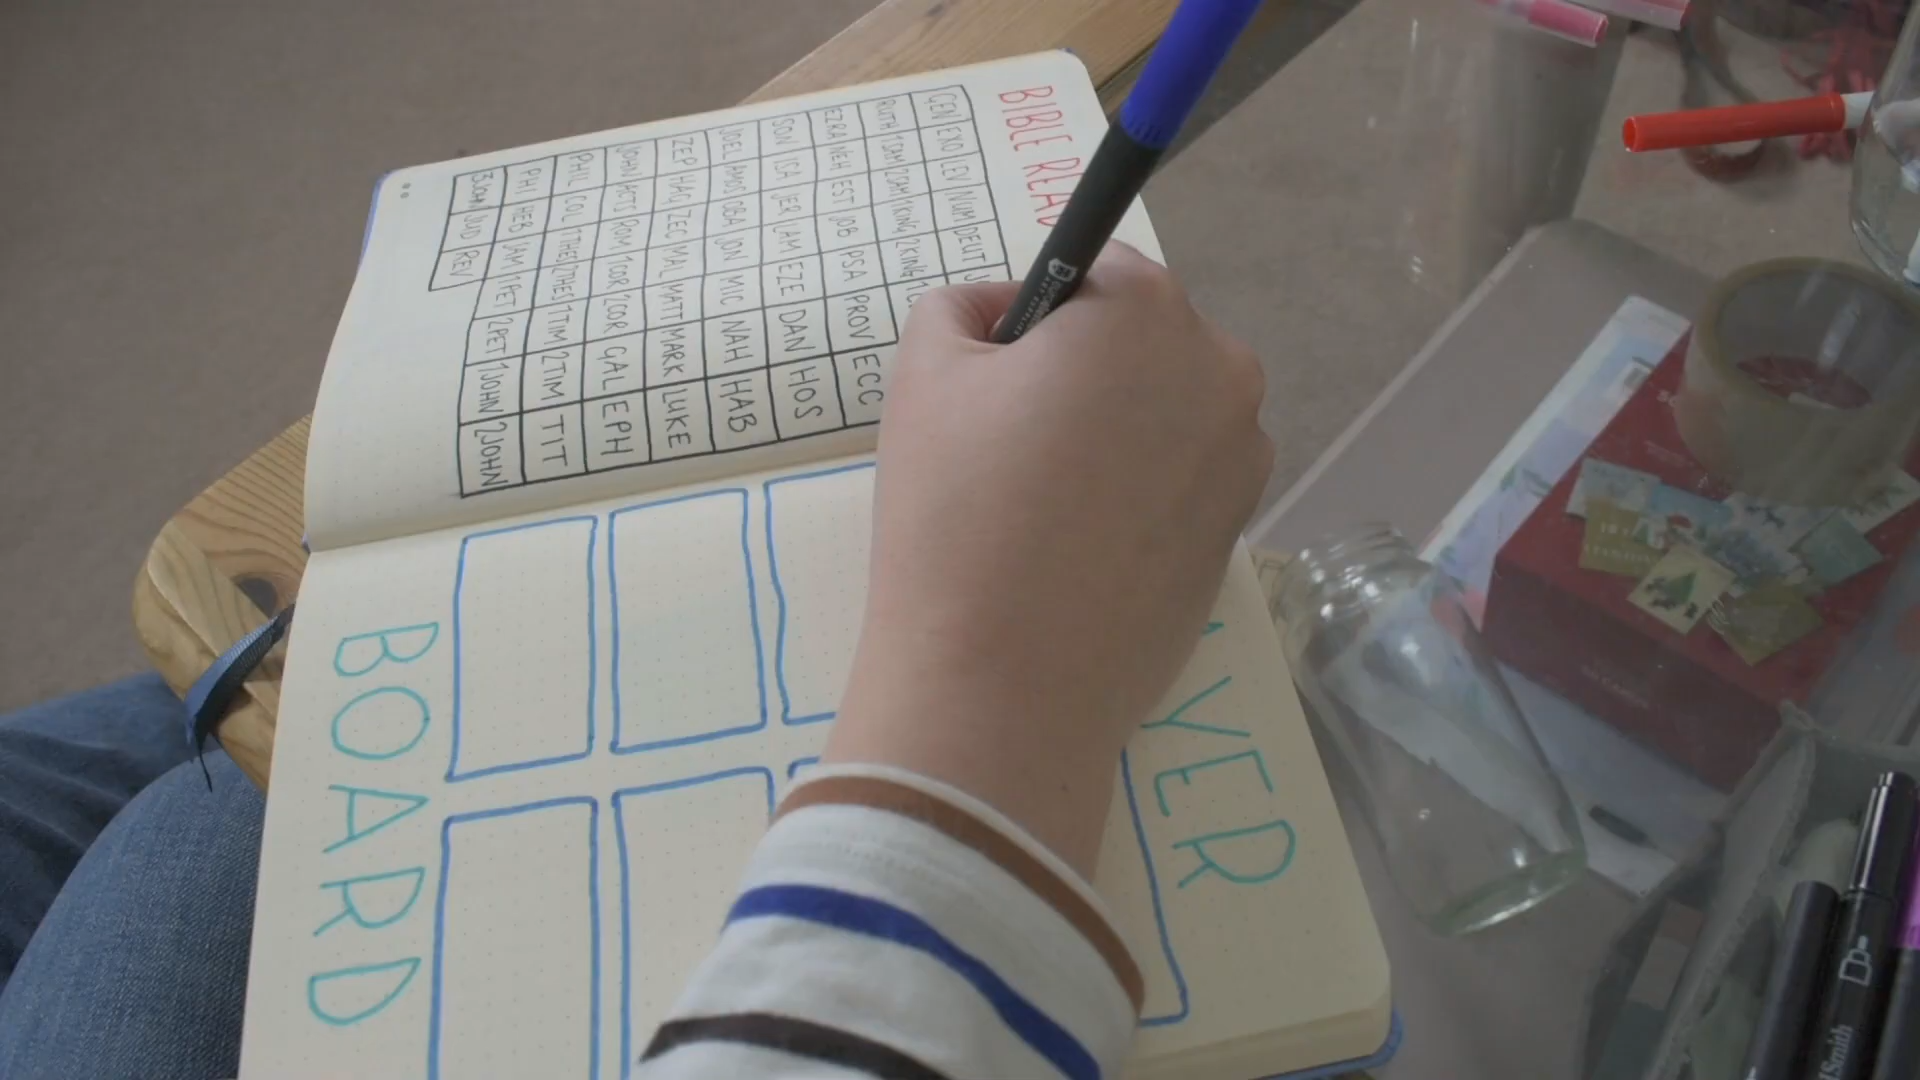 BIBLE READ
GEN EXO LEV NUM DEUT J
RUTH 1SAM 2SAM 1KING 2KING 1C
EZRA NEH EST JOB PSA PROV ECC
SON ISA JER LAM EZE DAN HOS
JOEL AMOS OBA JON MIC NAH HAB
ZEP HAG ZEC MAL MATT MARK LUKE
JOHN ACTS ROM 1COR 2COR GAL EPH
PHIL COL 1THES 2THES 1TIM 2TIM TIT
PHI HEB JAM 1PET 2PET 1JOHN 2JOHN
3JOHN JUD REV
YER
BOARD
Smith